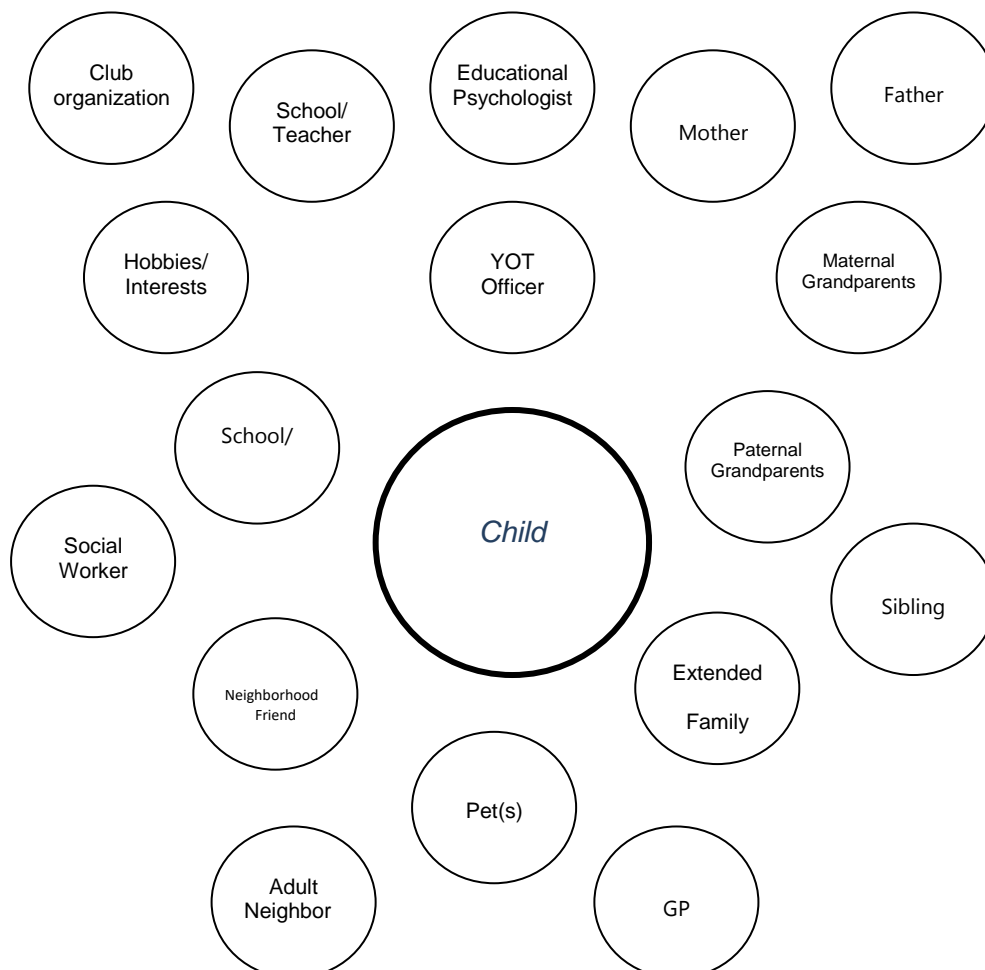 Club
organization
School/
Teacher
Educational
Psychologist
Mother
Father
Hobbies/
Interests
YOT
Officer
Maternal
Grandparents
School/
Child
Paternal
Grandparents
Social
Worker
Sibling
Neighborhood
Friend
Extended
Family
Pet(s)
Adult
Neighbor
GP